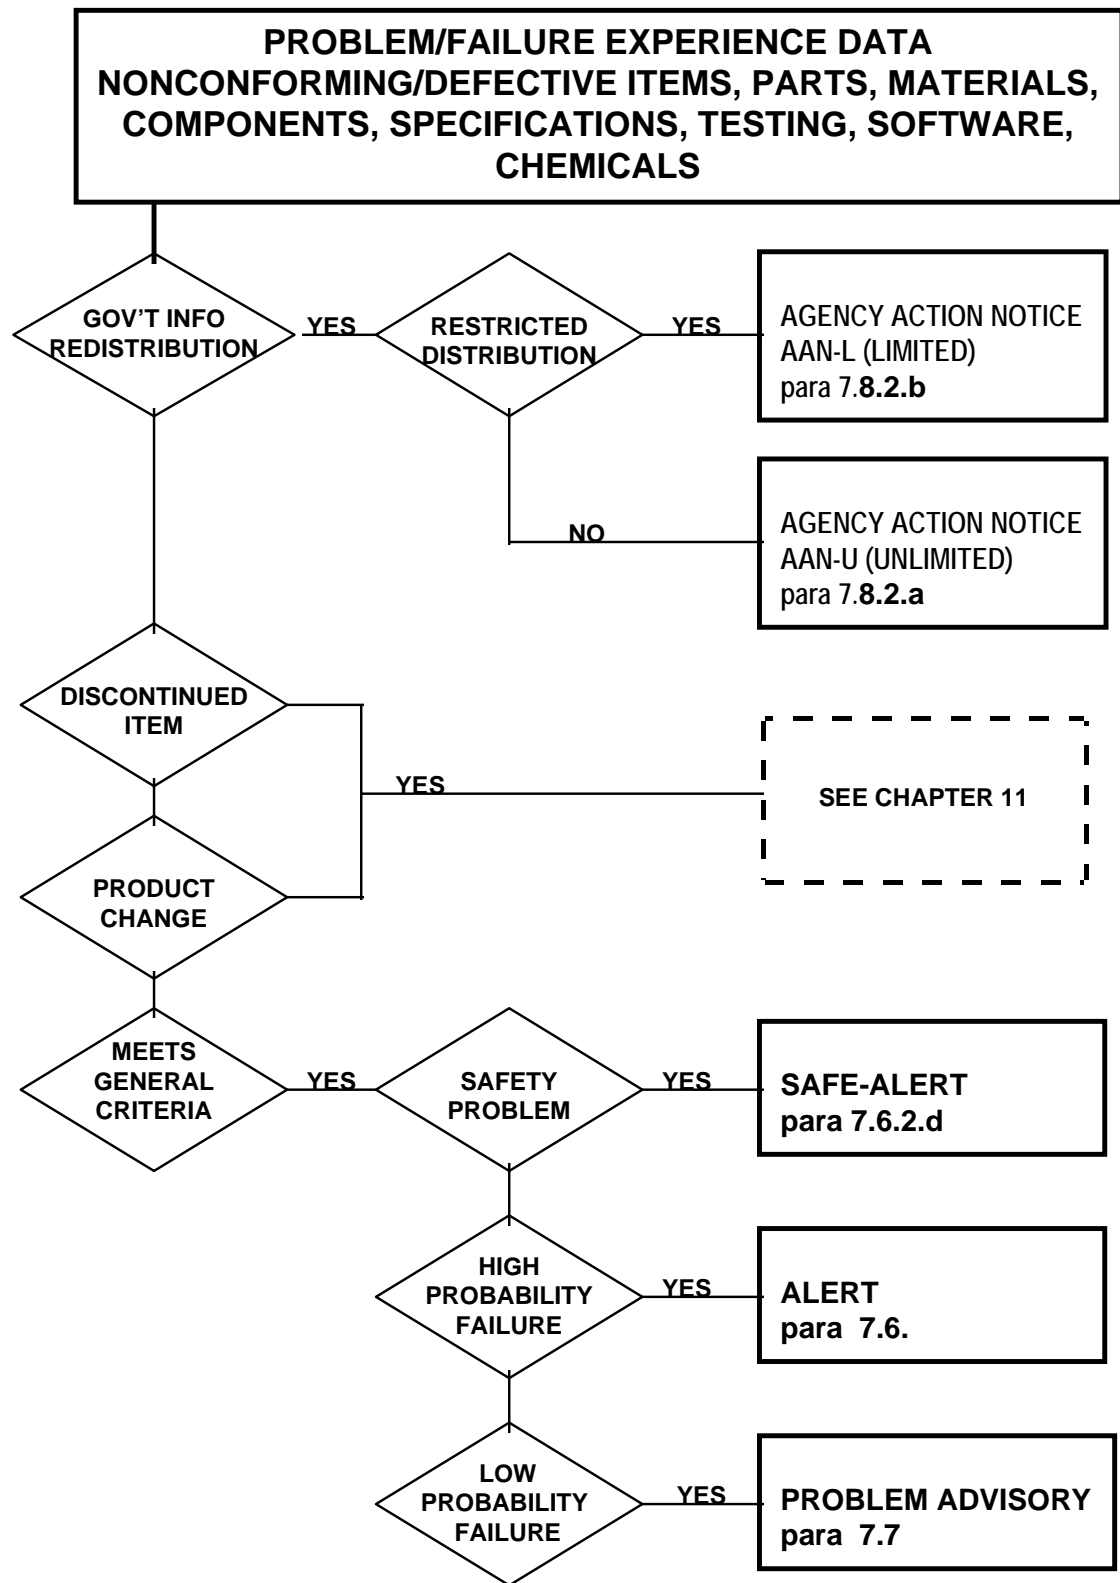 PROBLEM/FAILURE EXPERIENCE DATA
NONCONFORMING/DEFECTIVE ITEMS, PARTS, MATERIALS,
COMPONENTS, SPECIFICATIONS, TESTING, SOFTWARE,
CHEMICALS
GOV'T INFO
REDISTRIBUTION
YES
RESTRICTED
DISTRIBUTION
YES
AGENCY ACTION NOTICE
AAN-L (LIMITED)
para 7.8.2.b
NO
AGENCY ACTION NOTICE
AAN-U (UNLIMITED)
para 7.8.2.a
DISCONTINUED
ITEM
YES
SEE CHAPTER 11
PRODUCT
CHANGE
MEETS
GENERAL
CRITERIA
YES
SAFETY
PROBLEM
YES
SAFE-ALERT
para 7.6.2.d
HIGH
PROBABILITY
FAILURE
YES
ALERT
para 7.6.
LOW
PROBABILITY
FAILURE
YES
PROBLEM ADVISORY
para 7.7